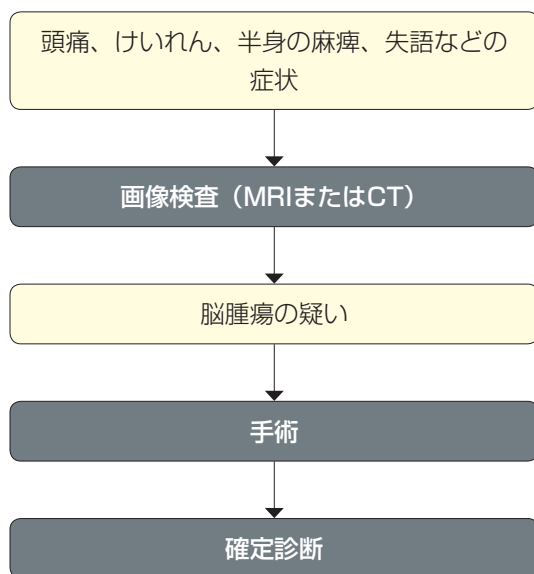 頭痛、けいれん、半身の麻痺、失語などの
症状
画像検査（MRIまたはCT）
脳腫瘍の疑い
手術
確定診断